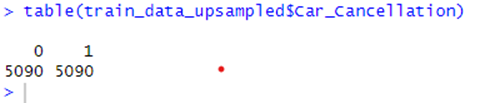 > table(train_data_upsampled$Car_Cancellation)
0 1
5090 5090
>